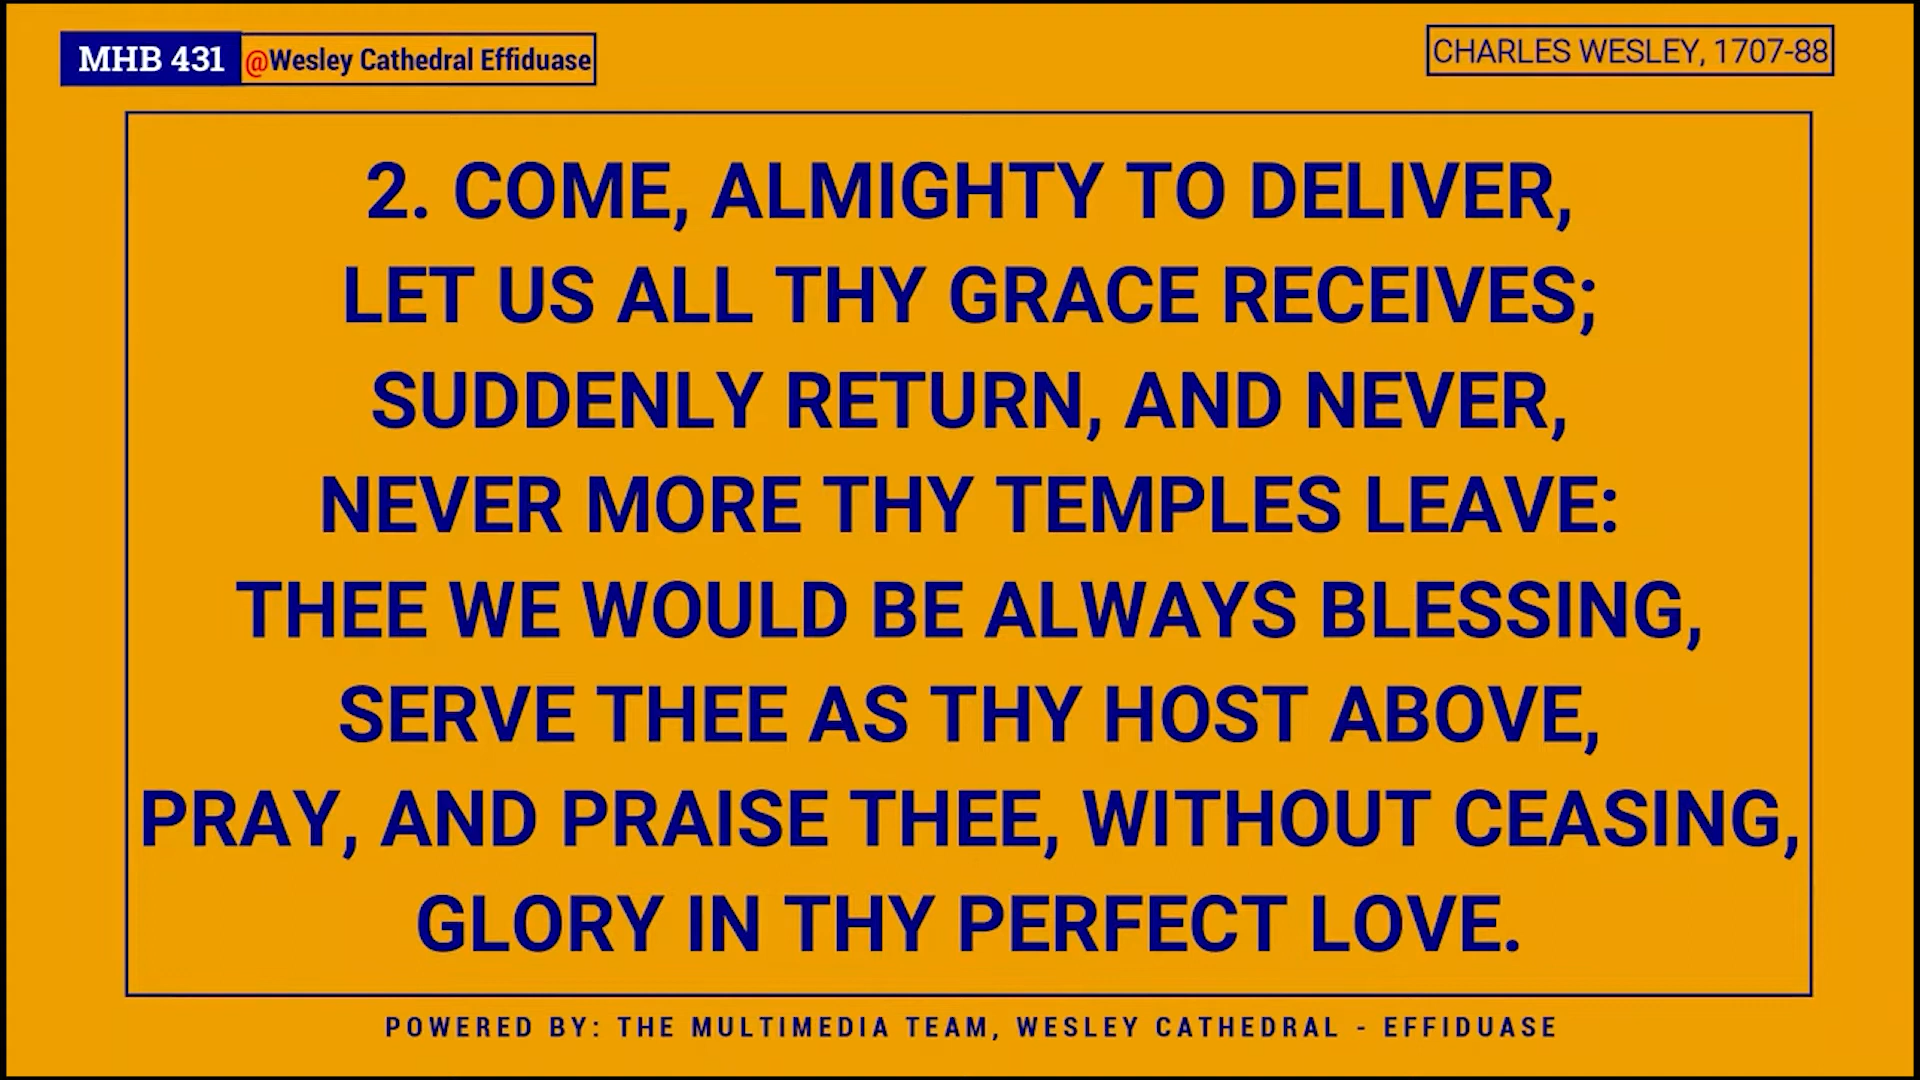 MHB 431 @Wesley Cathedral Effiduase
CHARLES WESLEY, 1707-88
2. COME, ALMIGHTY TO DELIVER,
LET US ALL THY GRACE RECEIVES;
SUDDENLY RETURN, AND NEVER,
NEVER MORE THY TEMPLES LEAVE:
THEE WE WOULD BE ALWAYS BLESSING,
SERVE THEE AS THY HOST ABOVE,
PRAY, AND PRAISE THEE, WITHOUT CEASING,
GLORY IN THY PERFECT LOVE.
POWERED BY: THE MULTIMEDIA TEAM, WESLEY CATHEDRAL - EFFIDUASE